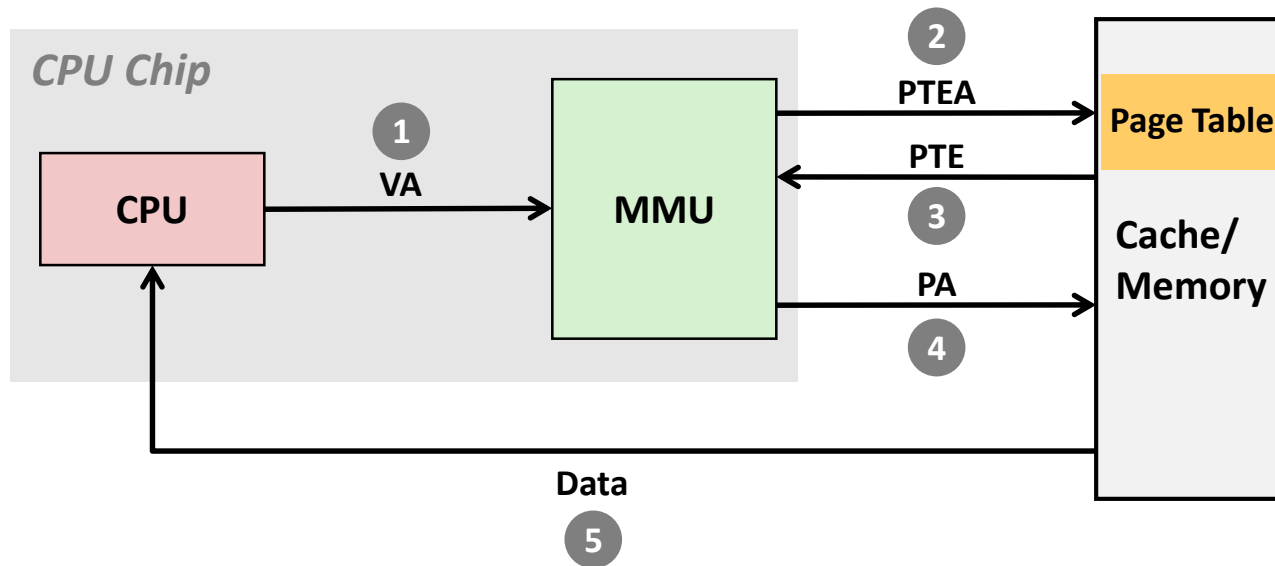 CPU Chip
2
PTEA
Page Table
1
VA
PTE
CPU
MMU
3
Cache/
Memory
PA
4
Data
5